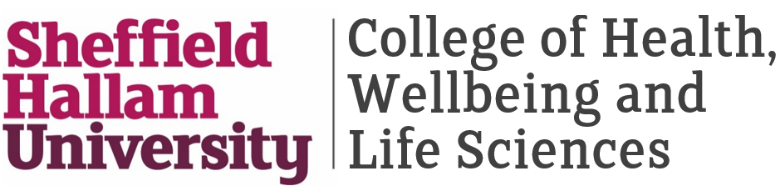 Sheffield
Hallam
University
College of Health,
Wellbeing and
Life Sciences